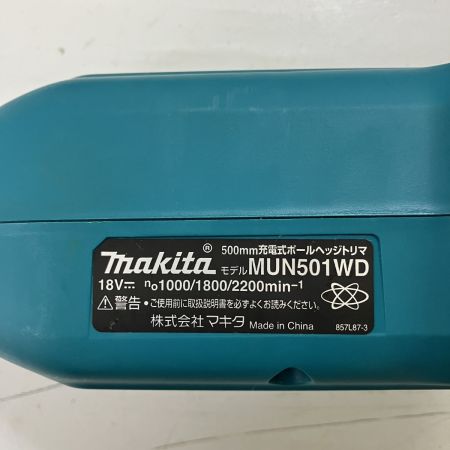 500mm充電式ポールヘッジトリマ
makita® モデル MUN501WD
18V⎓ n₀1000/1800/2200min⁻¹
⚠警告・ご使用前に取扱説明書を必ずよくお読みください。
株式会社マキタ Made in China 857L87-3